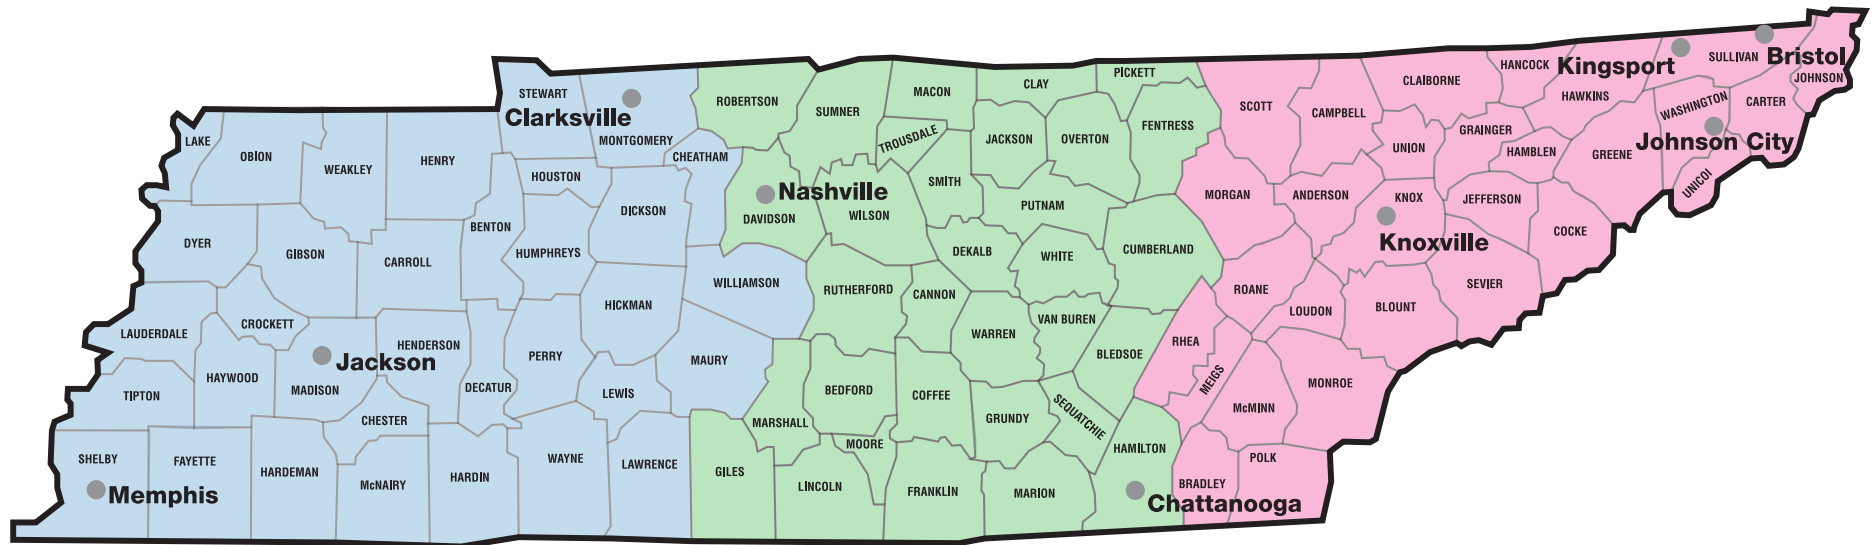 LAKE
OBION
WEAKLEY
HENRY
STEWART
Clarksville
MONTGOMERY
ROBERTSON
SUMNER
MACON
TROUSDALE
CLAY
PICKETT
JACKSON
OVERTON
FENTRESS
SCOTT
CAMPBELL
CLAIBORNE
HANCOCK
Kingsport
HAWKINS
SULLIVAN
Bristol
JOHNSON
CARTER
WASHINGTON
Johnson City
UNICOI
GREENE
GRAINGER
HAMBLEN
UNION
CHEATHAM
HOUSTON
DICKSON
Nashville
DAVIDSON
WILSON
SMITH
PUTNAM
MORGAN
ANDERSON
KNOX
Knoxville
JEFFERSON
COCKE
DYER
GIBSON
CARROLL
BENTON
HUMPHREYS
HICKMAN
WILLIAMSON
RUTHERFORD
CANNON
DEKALB
WHITE
CUMBERLAND
ROANE
LOUDON
BLOUNT
SEVIER
LAUDERDALE
CROCKETT
HAYWOOD
Jackson
MADISON
HENDERSON
DECATUR
PERRY
LEWIS
MAURY
WARREN
VAN BUREN
BLEDSOE
RHEA
MEIGS
McMINN
MONROE
TIPTON
CHESTER
MARSHALL
BEDFORD
COFFEE
GRUNDY
SEQUATCHIE
SHELBY
Memphis
FAYETTE
HARDEMAN
McNAIRY
HARDIN
WAYNE
LAWRENCE
GILES
LINCOLN
MOORE
FRANKLIN
MARION
HAMILTON
Chattanooga
BRADLEY
POLK